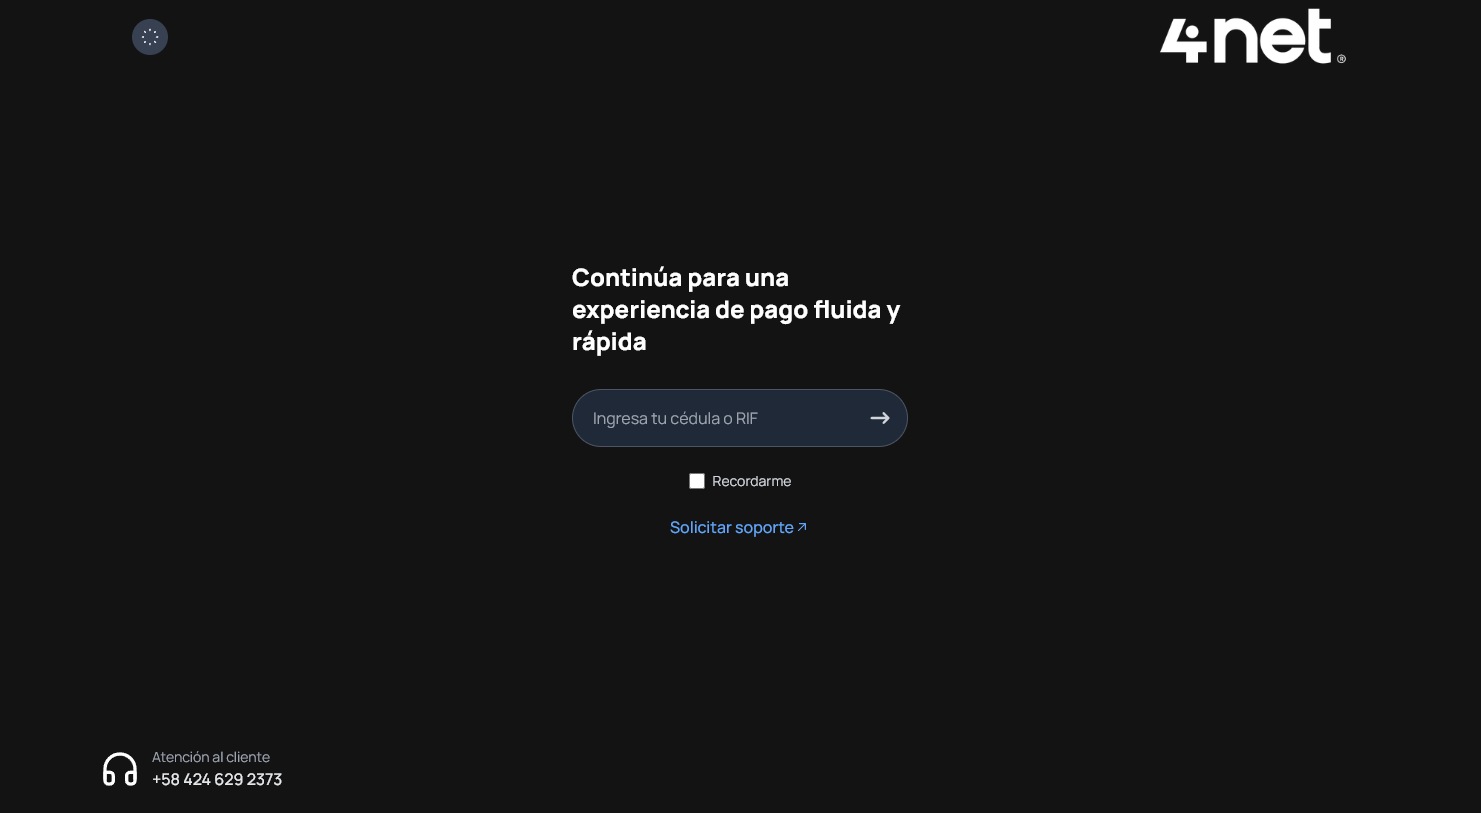 4net®
Continúa para una
experiencia de pago fluida y
rápida
Ingresa tu cédula o RIF
Recordarme
Solicitar soporte
Atención al cliente
+58 424 629 2373